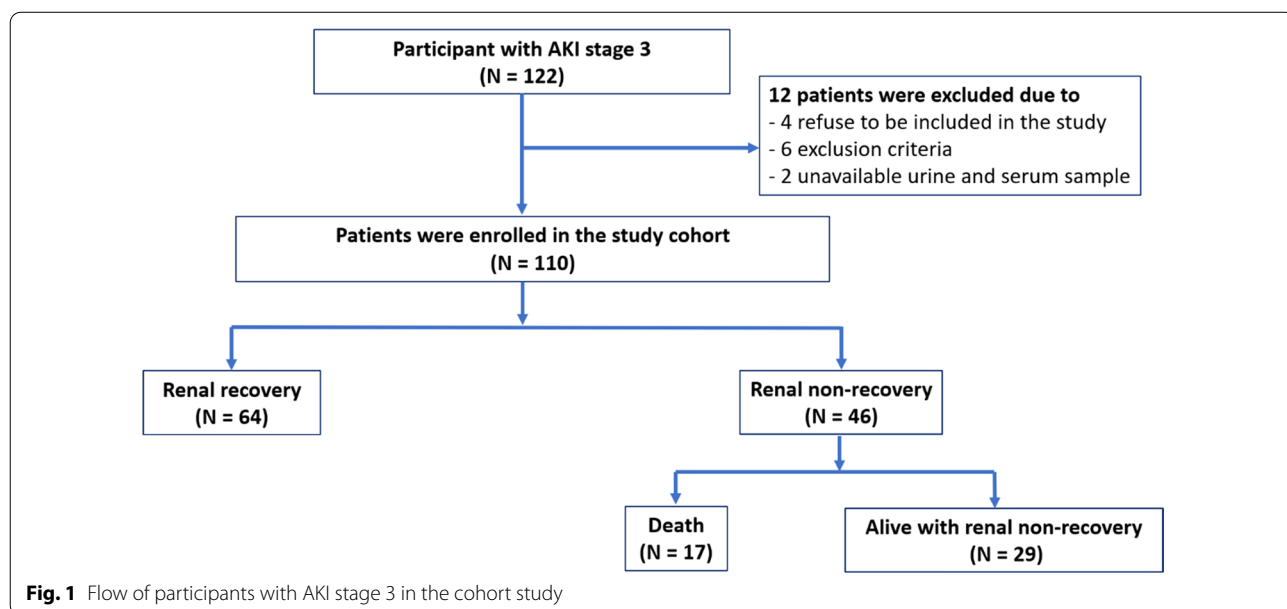 Participant with AKI stage 3
(N = 122)
12 patients were excluded due to
- 4 refuse to be included in the study
- 6 exclusion criteria
- 2 unavailable urine and serum sample
Patients were enrolled in the study cohort
(N = 110)
Renal recovery
(N = 64)
Renal non-recovery
(N = 46)
Death
(N = 17)
Alive with renal non-recovery
(N = 29)
Fig. 1 Flow of participants with AKI stage 3 in the cohort study